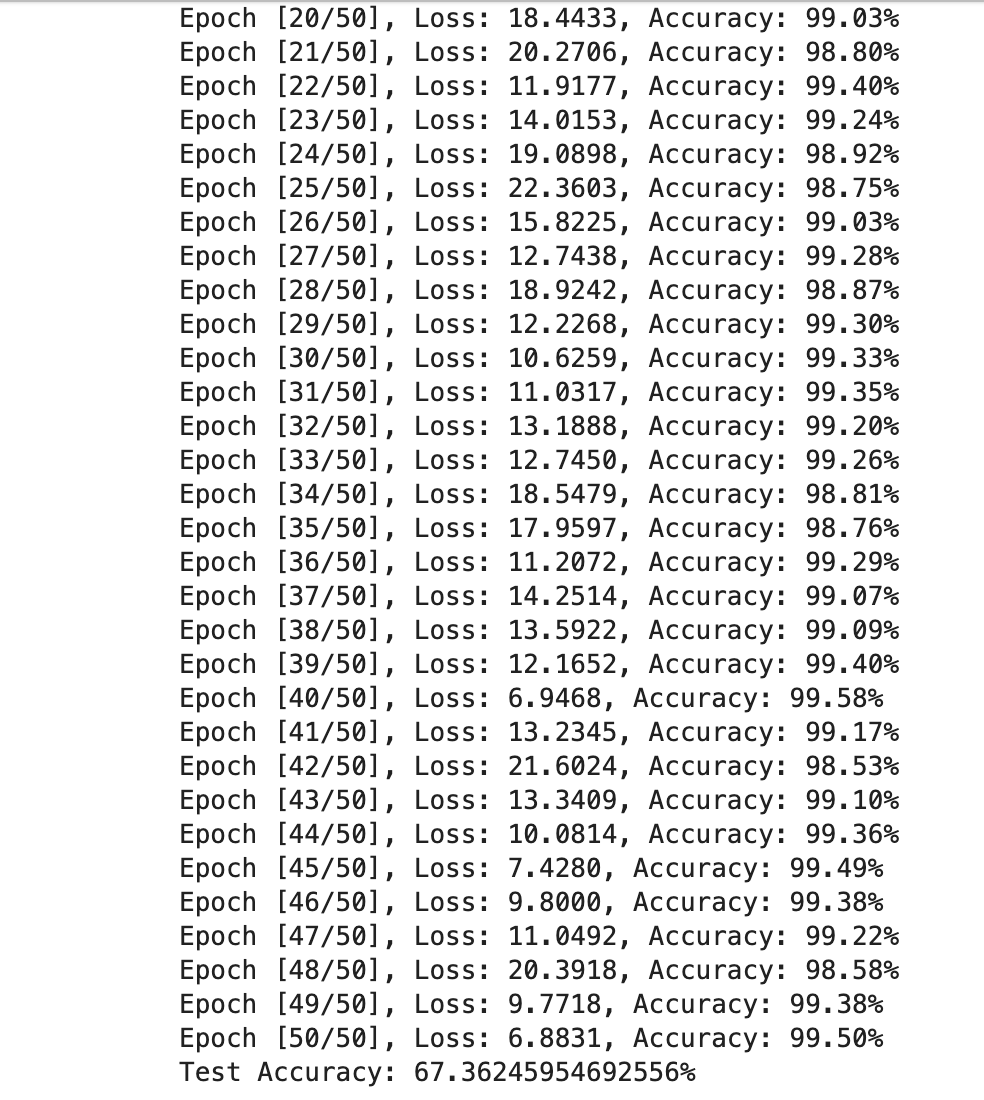 Epoch [20/50], Loss: 18.4433, Accuracy: 99.03%
Epoch [21/50], Loss: 20.2706, Accuracy: 98.80%
Epoch [22/50], Loss: 11.9177, Accuracy: 99.40%
Epoch [23/50], Loss: 14.0153, Accuracy: 99.24%
Epoch [24/50], Loss: 19.0898, Accuracy: 98.92%
Epoch [25/50], Loss: 22.3603, Accuracy: 98.75%
Epoch [26/50], Loss: 15.8225, Accuracy: 99.03%
Epoch [27/50], Loss: 12.7438, Accuracy: 99.28%
Epoch [28/50], Loss: 18.9242, Accuracy: 98.87%
Epoch [29/50], Loss: 12.2268, Accuracy: 99.30%
Epoch [30/50], Loss: 10.6259, Accuracy: 99.33%
Epoch [31/50], Loss: 11.0317, Accuracy: 99.35%
Epoch [32/50], Loss: 13.1888, Accuracy: 99.20%
Epoch [33/50], Loss: 12.7450, Accuracy: 99.26%
Epoch [34/50], Loss: 18.5479, Accuracy: 98.81%
Epoch [35/50], Loss: 17.9597, Accuracy: 98.76%
Epoch [36/50], Loss: 11.2072, Accuracy: 99.29%
Epoch [37/50], Loss: 14.2514, Accuracy: 99.07%
Epoch [38/50], Loss: 13.5922, Accuracy: 99.09%
Epoch [39/50], Loss: 12.1652, Accuracy: 99.40%
Epoch [40/50], Loss: 6.9468, Accuracy: 99.58%
Epoch [41/50], Loss: 13.2345, Accuracy: 99.17%
Epoch [42/50], Loss: 21.6024, Accuracy: 98.53%
Epoch [43/50], Loss: 13.3409, Accuracy: 99.10%
Epoch [44/50], Loss: 10.0814, Accuracy: 99.36%
Epoch [45/50], Loss: 7.4280, Accuracy: 99.49%
Epoch [46/50], Loss: 9.8000, Accuracy: 99.38%
Epoch [47/50], Loss: 11.0492, Accuracy: 99.22%
Epoch [48/50], Loss: 20.3918, Accuracy: 98.58%
Epoch [49/50], Loss: 9.7718, Accuracy: 99.38%
Epoch [50/50], Loss: 6.8831, Accuracy: 99.50%
Test Accuracy: 67.36245954692556%